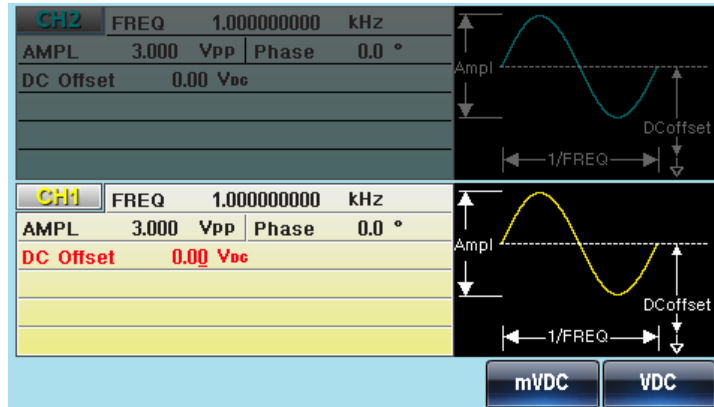 CH2 FREQ 1.000000000 kHz
AMPL 3.000 Vpp Phase 0.0 °
DC Offset 0.00 VDC
Ampl
DCoffset
1/FREQ
CH1 FREQ 1.000000000 kHz
AMPL 3.000 Vpp Phase 0.0 °
DC Offset 0.00 VDC
Ampl
DCoffset
1/FREQ
mVDC VDC